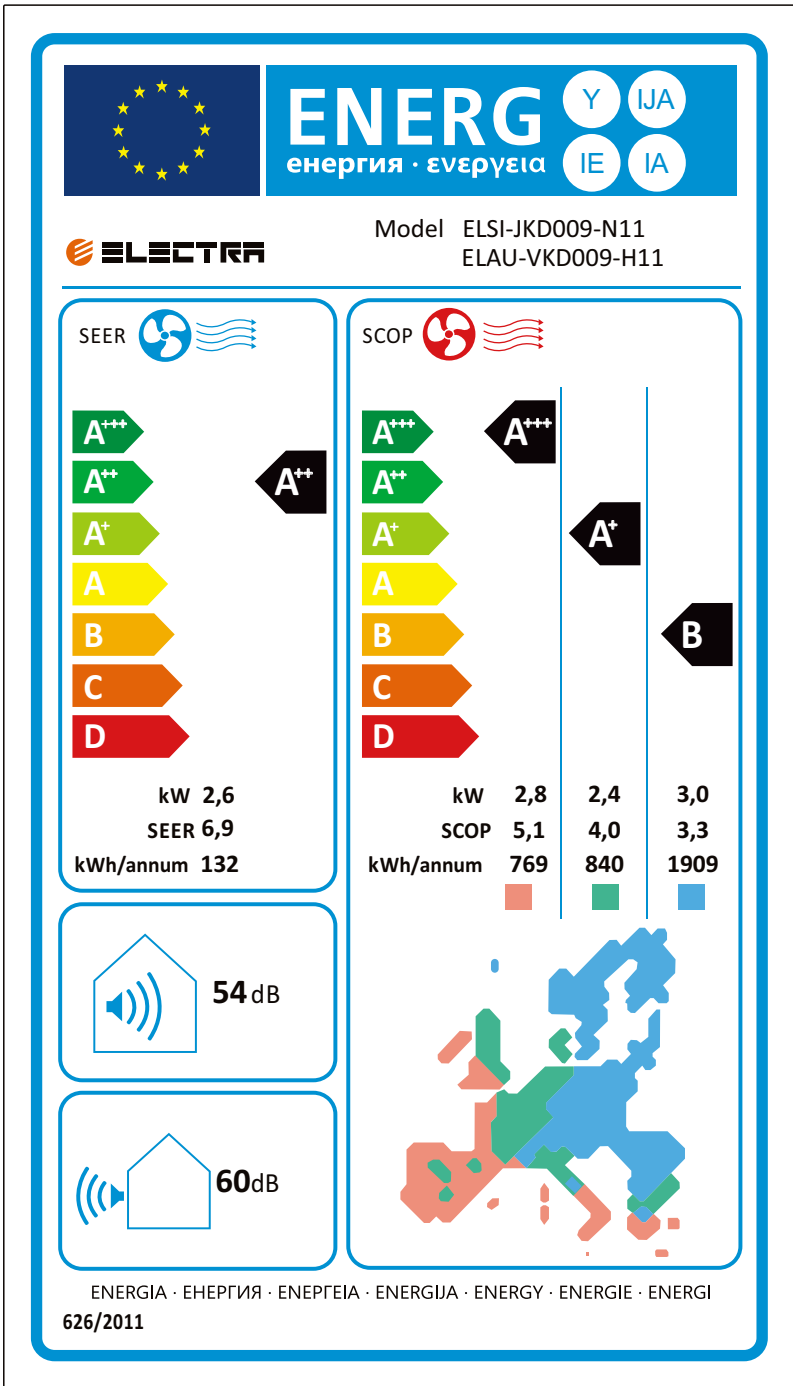 ENERG
Y IJA
IE IA
енергия · ενεργεια
ELECTRA
Model ELSI-JKD009-N11
ELAU-VKD009-H11
SEER
A+++
A++
A+
A
B
C
D
A++
kW 2,6
SEER 6,9
kWh/annum 132
SCOP
A+++
A++
A+
A
B
C
D
A+++
A+
B
kW 2,8 2,4 3,0
SCOP 5,1 4,0 3,3
kWh/annum 769 840 1909
54 dB
60dB
ENERGIA · ЕНЕРГИЯ · ΕΝΕΡΓΕΙΑ · ENERGIJA · ENERGY · ENERGIE · ENERGI
626/2011